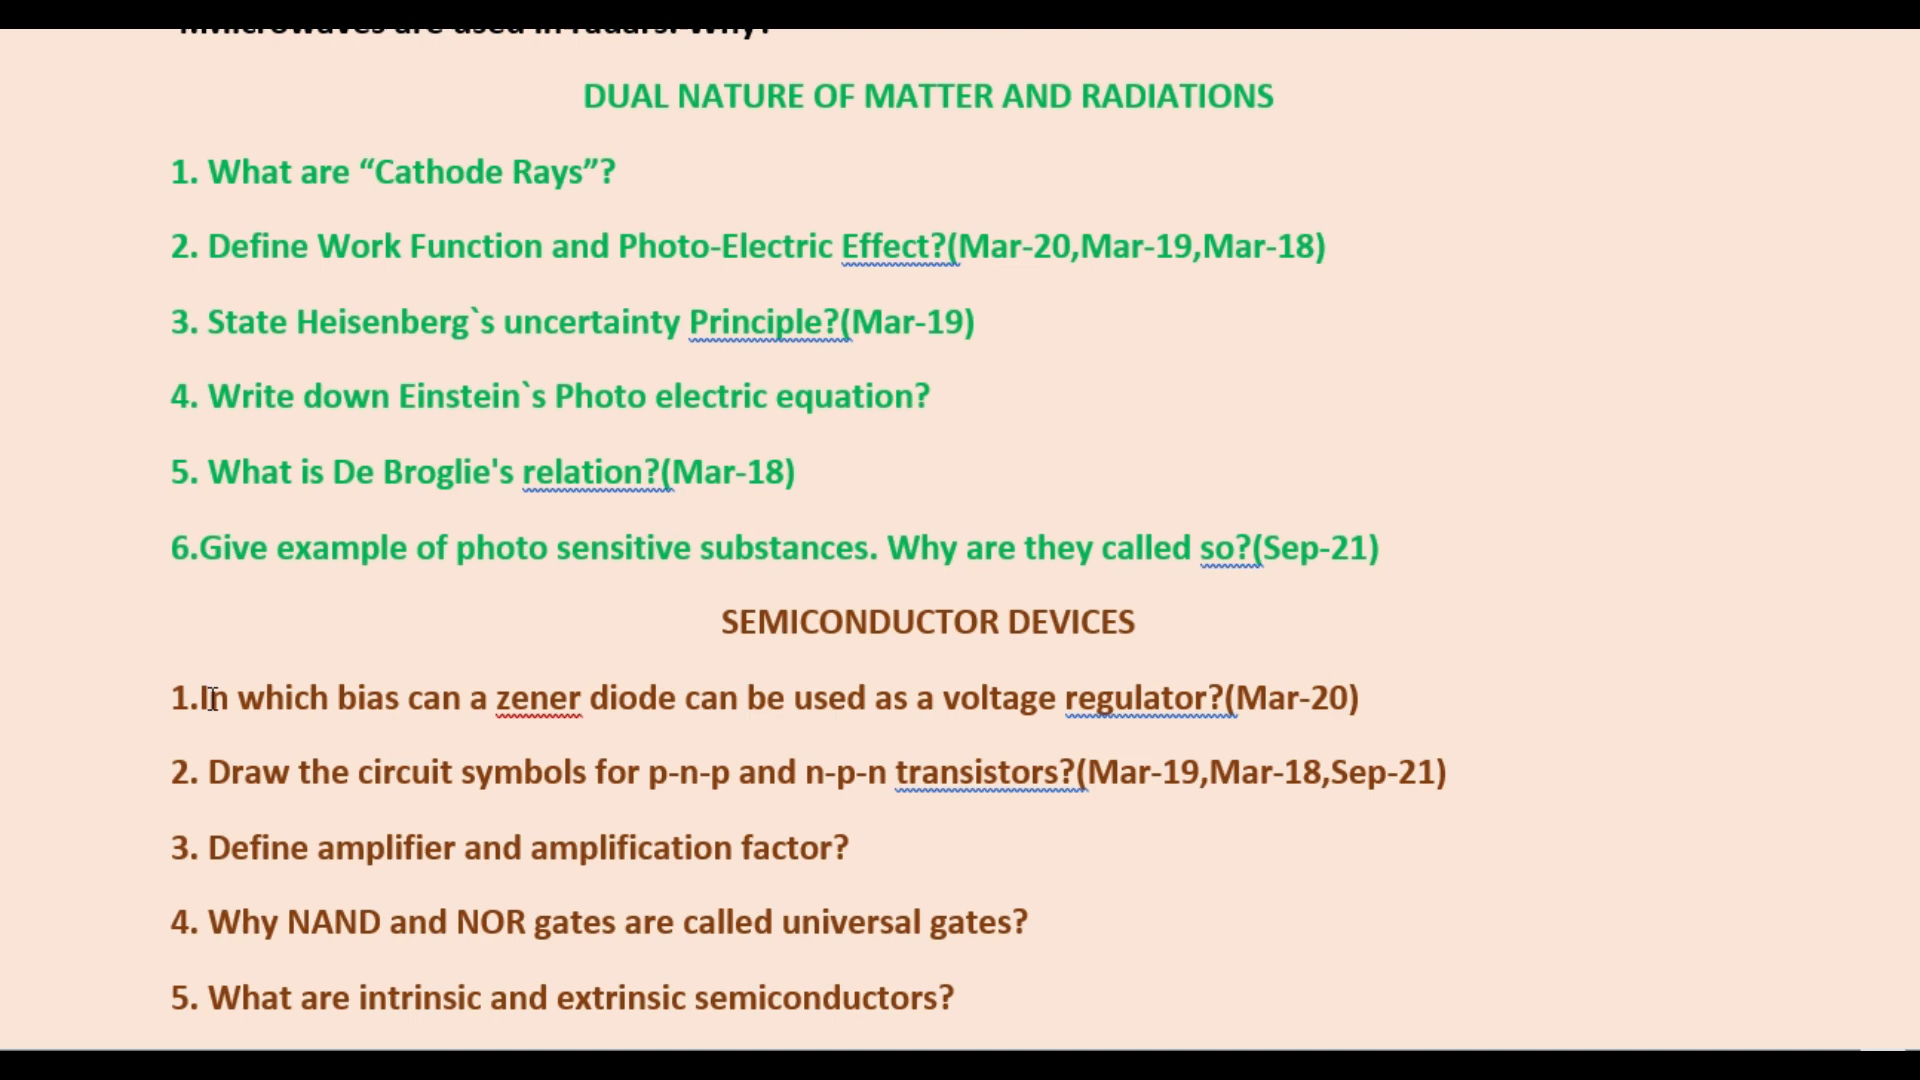 Microwaves are used in radars. Why?
DUAL NATURE OF MATTER AND RADIATIONS
1. What are “Cathode Rays”?
2. Define Work Function and Photo-Electric Effect?(Mar-20,Mar-19,Mar-18)
3. State Heisenberg`s uncertainty Principle?(Mar-19)
4. Write down Einstein`s Photo electric equation?
5. What is De Broglie's relation?(Mar-18)
6.Give example of photo sensitive substances. Why are they called so?(Sep-21)
SEMICONDUCTOR DEVICES
1.In which bias can a zener diode can be used as a voltage regulator?(Mar-20)
2. Draw the circuit symbols for p-n-p and n-p-n transistors?(Mar-19,Mar-18,Sep-21)
3. Define amplifier and amplification factor?
4. Why NAND and NOR gates are called universal gates?
5. What are intrinsic and extrinsic semiconductors?